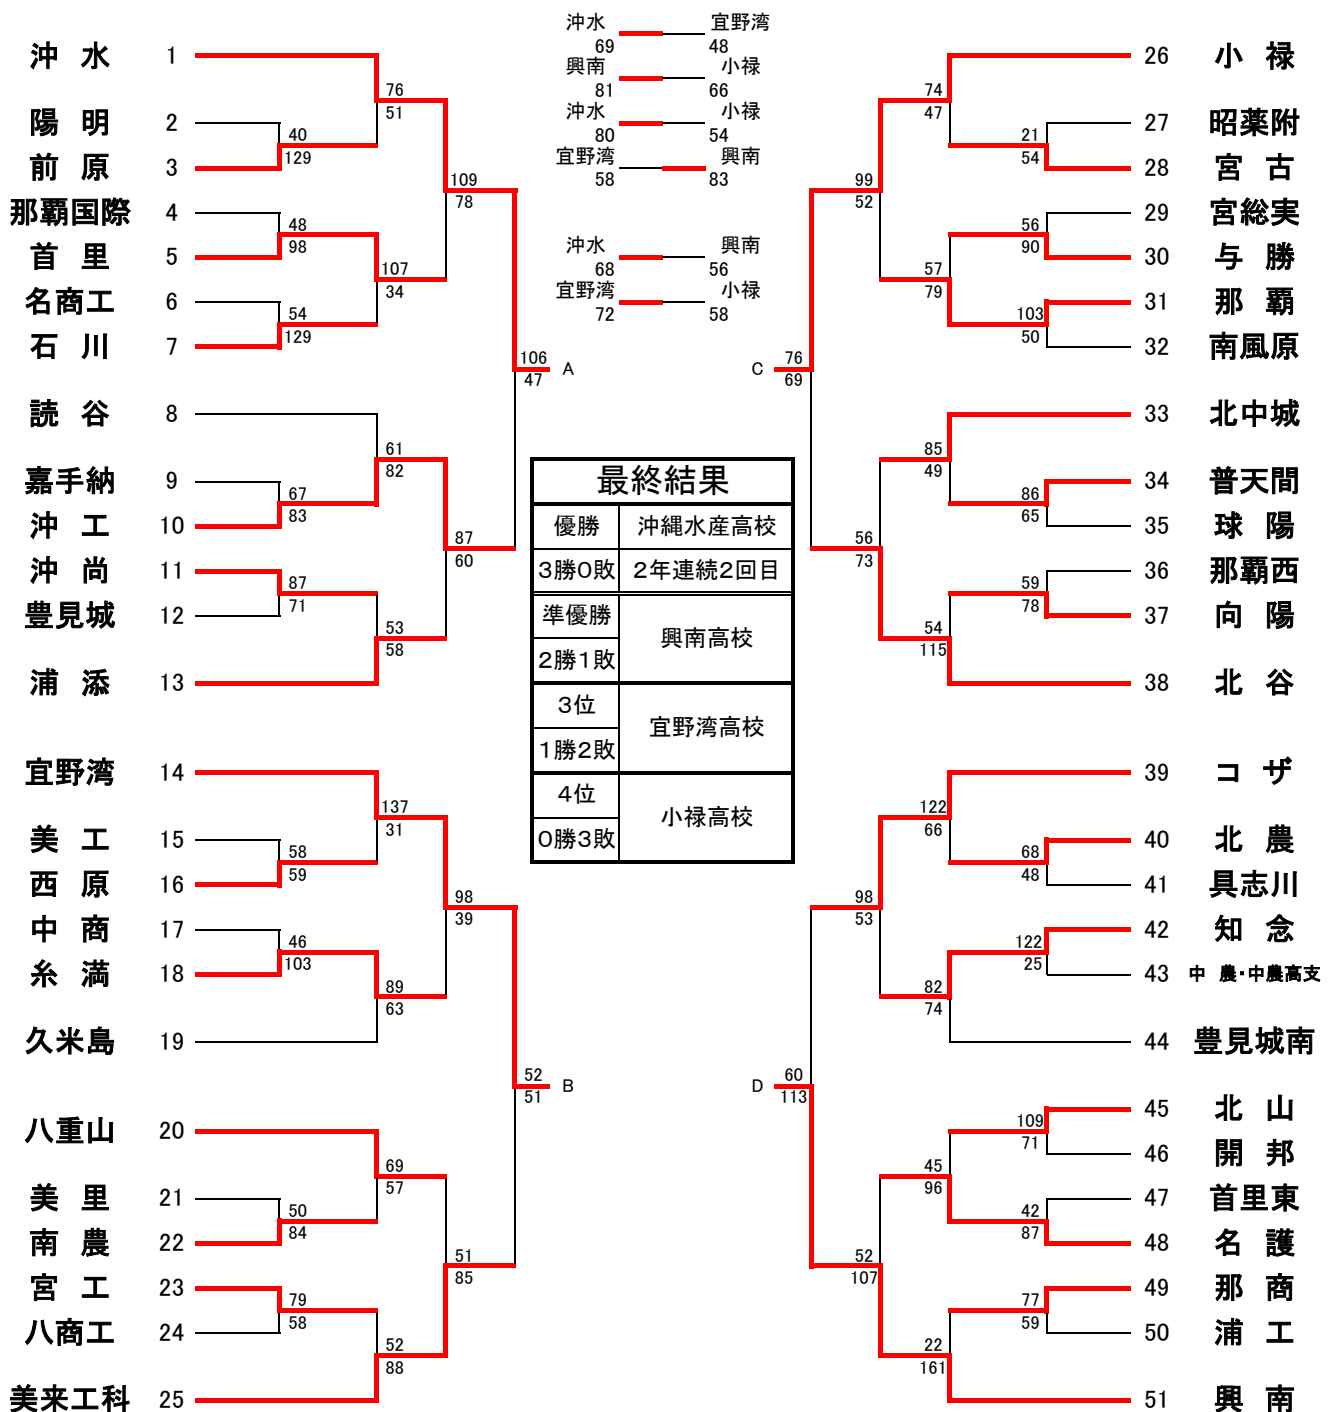 沖水 宜野湾
69 48
興南 小禄
81 66
沖水 小禄
80 54
宜野湾 興南
58 83
沖水 興南
68 56
宜野湾 小禄
72 58
沖 水 1
陽 明 2
前 原 3
那覇国際 4
首 里 5
名商工 6
石 川 7
読 谷 8
嘉手納 9
沖 工 10
沖 尚 11
豊見城 12
浦 添 13
宜野湾 14
美 工 15
西 原 16
中 商 17
糸 満 18
久米島 19
八重山 20
美 里 21
南 農 22
宮 工 23
八商工 24
美来工科 25
76
51
40
129
109
78
48
98
107
34
54
129
106
47
A
61
82
67
83
87
60
87
71
53
58
137
31
58
59
98
39
46
103
89
63
52
51
B
69
57
50
84
51
85
79
58
52
88
最終結果
優勝 沖縄水産高校
3勝0敗 2年連続2回目
準優勝
興南高校
2勝1敗
3位
宜野湾高校
1勝2敗
4位
小禄高校
0勝3敗
74
47
21
54
99
52
56
90
57
79
103
50
C
76
69
85
49
86
65
56
73
59
78
54
115
122
66
68
48
98
53
122
25
82
74
D
60
113
109
71
45
96
42
87
52
107
77
59
22
161
26 小 禄
27 昭薬附
28 宮 古
29 宮総実
30 与 勝
31 那 覇
32 南風原
33 北中城
34 普天間
35 球 陽
36 那覇西
37 向 陽
38 北 谷
39 コ ザ
40 北 農
41 具志川
42 知 念
43 中 農・中農高支
44 豊見城南
45 北 山
46 開 邦
47 首里東
48 名 護
49 那 商
50 浦 工
51 興 南